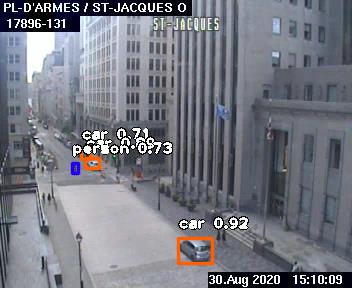 PL-D'ARMES / ST-JACQUES O
17896-131
ST-JACQUES
car 0.71
person 0.73
car 0.92
30.Aug 2020 15:10:09